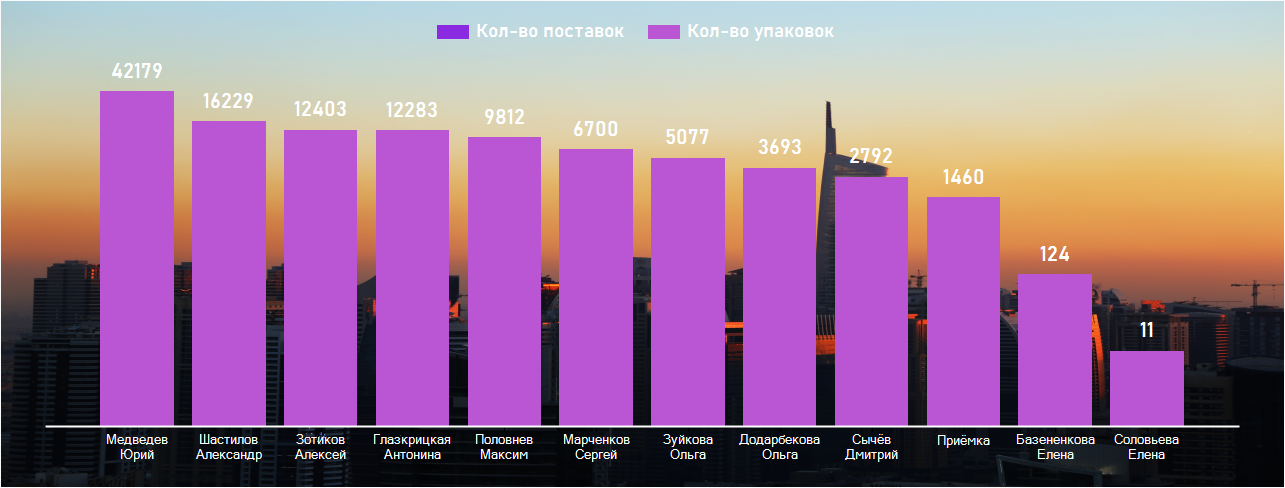 Кол-во поставок Кол-во упаковок
42179
16229
12403
12283
9812
6700
5077
3693
2792
1460
124
11
Медведев
Юрий
Шастилов
Александр
Зотиков
Алексей
Глазкрицкая
Антонина
Половнев
Максим
Марченков
Сергей
Зуйкова
Ольга
Додарбекова
Ольга
Сычёв
Дмитрий
Приёмка
Базененкова
Елена
Соловьева
Елена